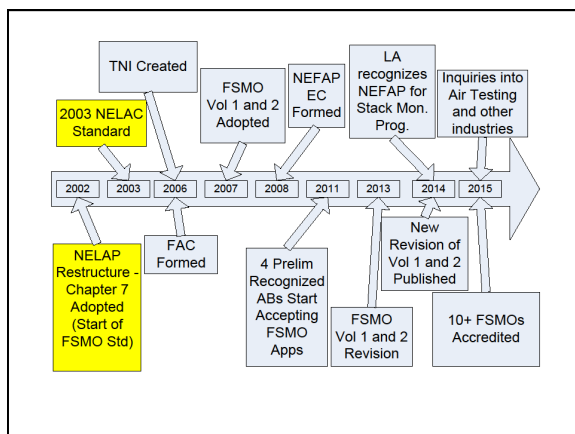 TNI Created
2003 NELAC
Standard
FSMO
Vol 1 and 2
Adopted
NEFAP
EC
Formed
LA
recognizes
NEFAP for
Stack Mon.
Prog.
Inquiries into
Air Testing
and other
industries
2002
2003
2006
2007
2008
2011
2013
2014
2015
NELAP
Restructure -
Chapter 7
Adopted
(Start of
FSMO Std)
FAC
Formed
4 Prelim
Recognized
ABs Start
Accepting
FSMO
Apps
FSMO
Vol 1 and 2
Revision
New
Revision of
Vol 1 and 2
Published
10+ FSMOs
Accredited